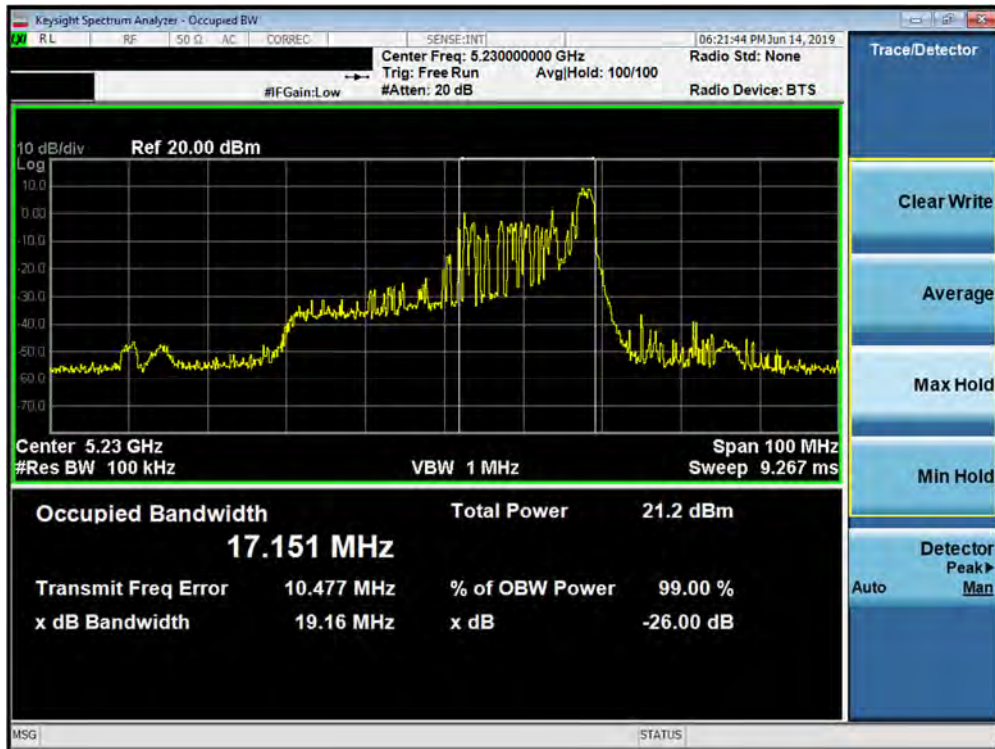 Keysight Spectrum Analyzer - Occupied BW
LXI RL RF 50 Ω AC CORREC SENSE:INT 06:21:44 PM Jun 14, 2019
Center Freq: 5.230000000 GHz Radio Std: None
Trig: Free Run Avg|Hold: 100/100
#IFGain:Low #Atten: 20 dB Radio Device: BTS
Trace/Detector
10 dB/div Ref 20.00 dBm
Log
10.0
0.00
-10.0
-20.0
-30.0
-40.0
-50.0
-60.0
-70.0
Center 5.23 GHz Span 100 MHz
#Res BW 100 kHz VBW 1 MHz Sweep 9.267 ms
Occupied Bandwidth Total Power 21.2 dBm
17.151 MHz
Transmit Freq Error 10.477 MHz % of OBW Power 99.00 %
x dB Bandwidth 19.16 MHz x dB -26.00 dB
Clear Write
Average
Max Hold
Min Hold
Detector
Peak▶
Auto Man
MSG STATUS